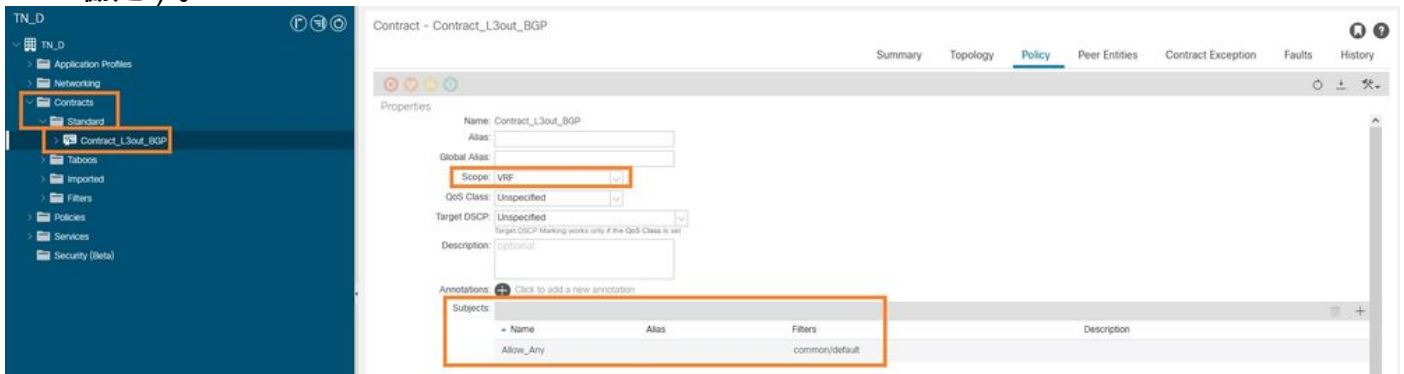 TN_D
TN_D
Application Profiles
Networking
Contracts
Standard
Contract_L3out_BGP
Taboos
Imported
Filters
Policies
Services
Security (Beta)
Contract - Contract_L3out_BGP
Summary Topology Policy Peer Entities Contract Exception Faults History
Properties
Name: Contract_L3out_BGP
Alias:
Global Alias:
Scope: VRF
QoS Class: Unspecified
Target DSCP: Unspecified
Target DSCP Marking works only if the QoS Class is set
Description: optional
Annotations: Click to add a new annotation
Subjects:
Name Alias Filters Description
Allow_Any common/default